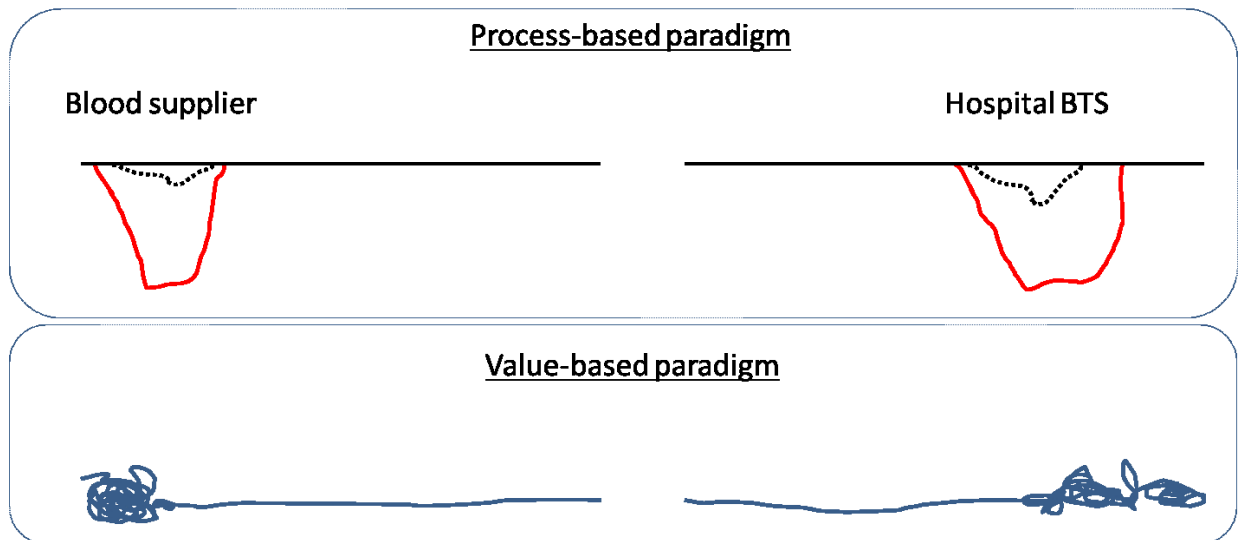 Process-based paradigm
Blood supplier
Hospital BTS
Value-based paradigm